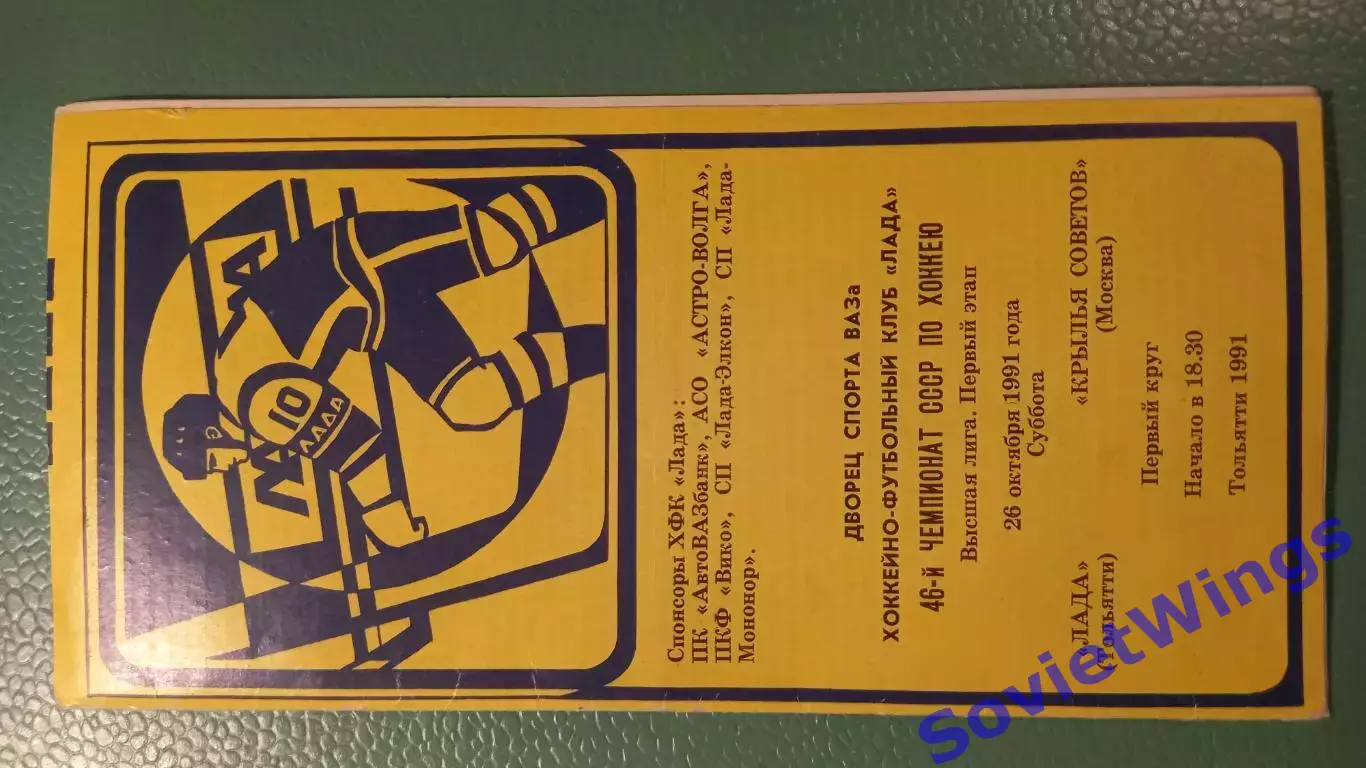 ЛАДА
10
ЛАДА
Спонсоры ХФК «Лада»:
ПК «АвтоВАЗбанк», АСО «АСТРО-ВОЛГА»,
ПКФ «Вико», СП «Лада-Элкон», СП «Лада-
Мононор».
ДВОРЕЦ СПОРТА ВАЗа
ХОККЕЙНО-ФУТБОЛЬНЫЙ КЛУБ «ЛАДА»
46-й ЧЕМПИОНАТ СССР ПО ХОККЕЮ
Высшая лига. Первый этап
26 октября 1991 года
Суббота
«ЛАДА» «КРЫЛЬЯ СОВЕТОВ»
(Тольятти) (Москва)
Первый круг
Начало в 18.30
Тольятти 1991
SovietWings